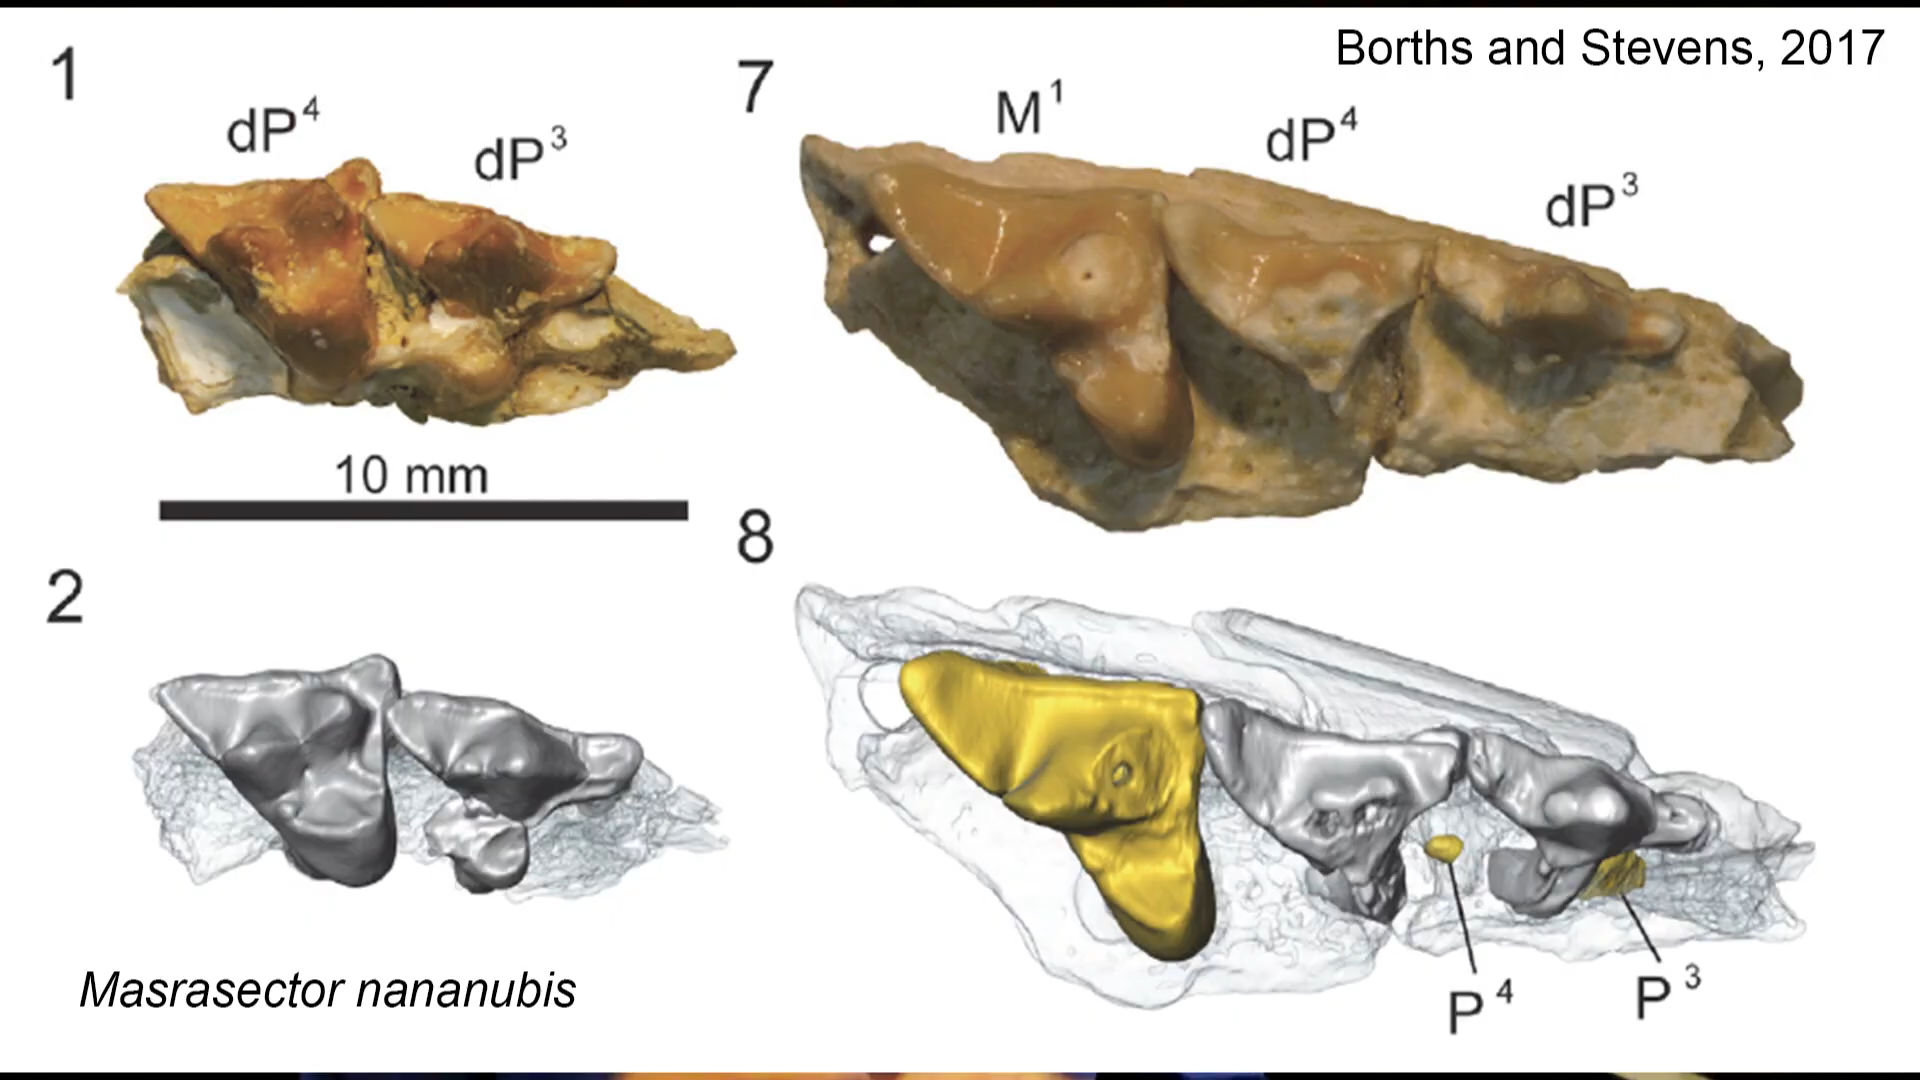 Borths and Stevens, 2017
1
dP⁴
dP³
7
M¹
dP⁴
dP³
10 mm
2
8
P⁴
P³
Masrasector nananubis